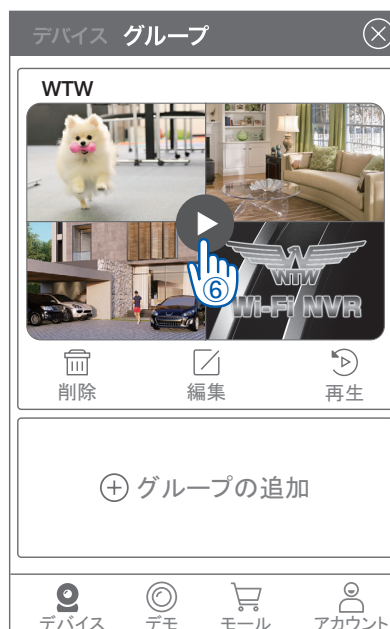 デバイス グループ
WTW
WTW
Wi-Fi NVR
⑥
削除 編集 再生
グループの追加
デバイス デモ モール アカウント